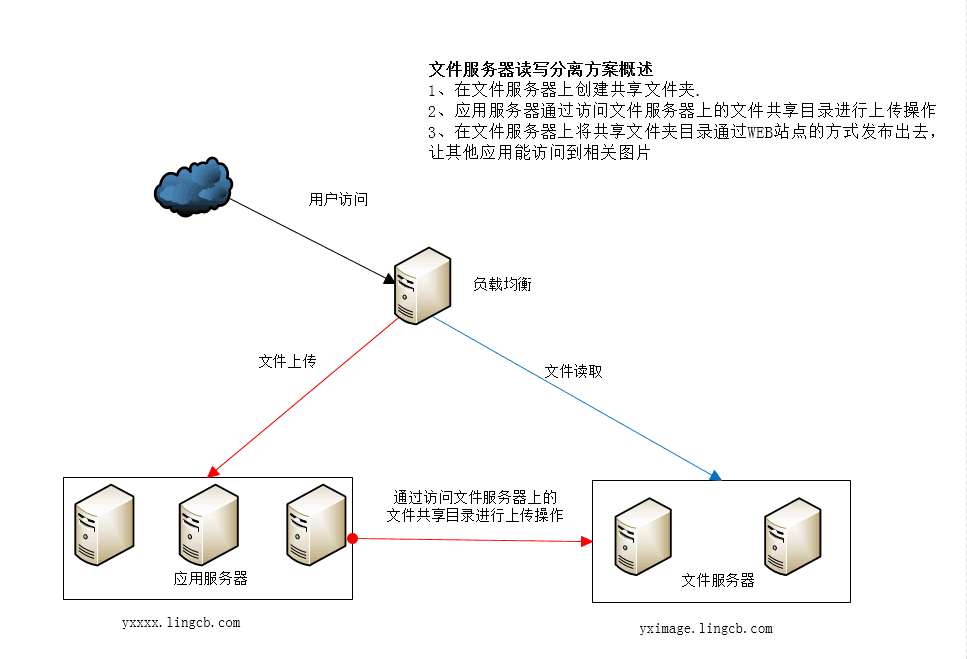 文件服务器读写分离方案概述
1、在文件服务器上创建共享文件夹.
2、应用服务器通过访问文件服务器上的文件共享目录进行上传操作
3、在文件服务器上将共享文件夹目录通过WEB站点的方式发布出去，
让其他应用能访问到相关图片
用户访问
负载均衡
文件上传
文件读取
通过访问文件服务器上的
文件共享目录进行上传操作
应用服务器
文件服务器
yxxxx.lingcb.com
yximage.lingcb.com